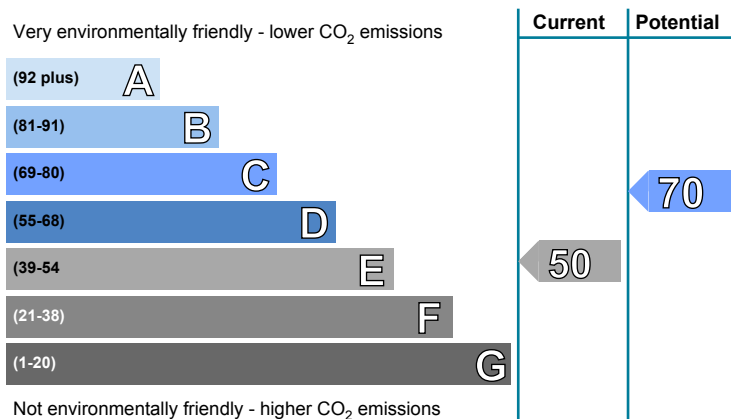 Very environmentally friendly - lower CO₂ emissions
Current
Potential
(92 plus) A
(81-91) B
(69-80) C
70
(55-68) D
(39-54 E
50
(21-38) F
(1-20) G
Not environmentally friendly - higher CO₂ emissions